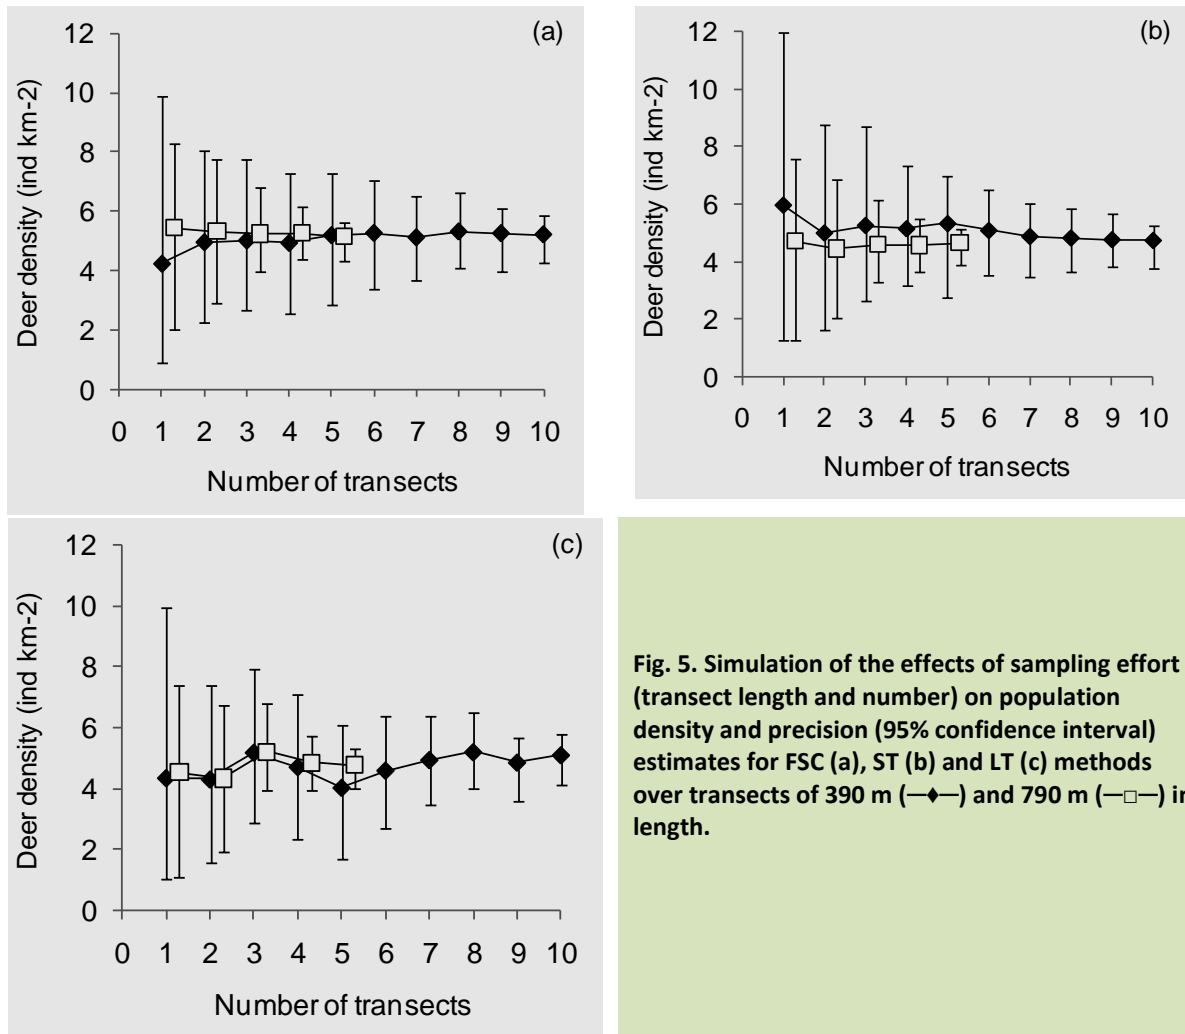 (a)
Deer density (ind km-2)
12
10
8
6
4
2
0
0 1 2 3 4 5 6 7 8 9 10
Number of transects
(b)
Deer density (ind km-2)
12
10
8
6
4
2
0
0 1 2 3 4 5 6 7 8 9 10
Number of transects
(c)
Deer density (ind km-2)
12
10
8
6
4
2
0
0 1 2 3 4 5 6 7 8 9 10
Number of transects
Fig. 5. Simulation of the effects of sampling effort
(transect length and number) on population
density and precision (95% confidence interval)
estimates for FSC (a), ST (b) and LT (c) methods
over transects of 390 m (—♦—) and 790 m (—□—) in
length.